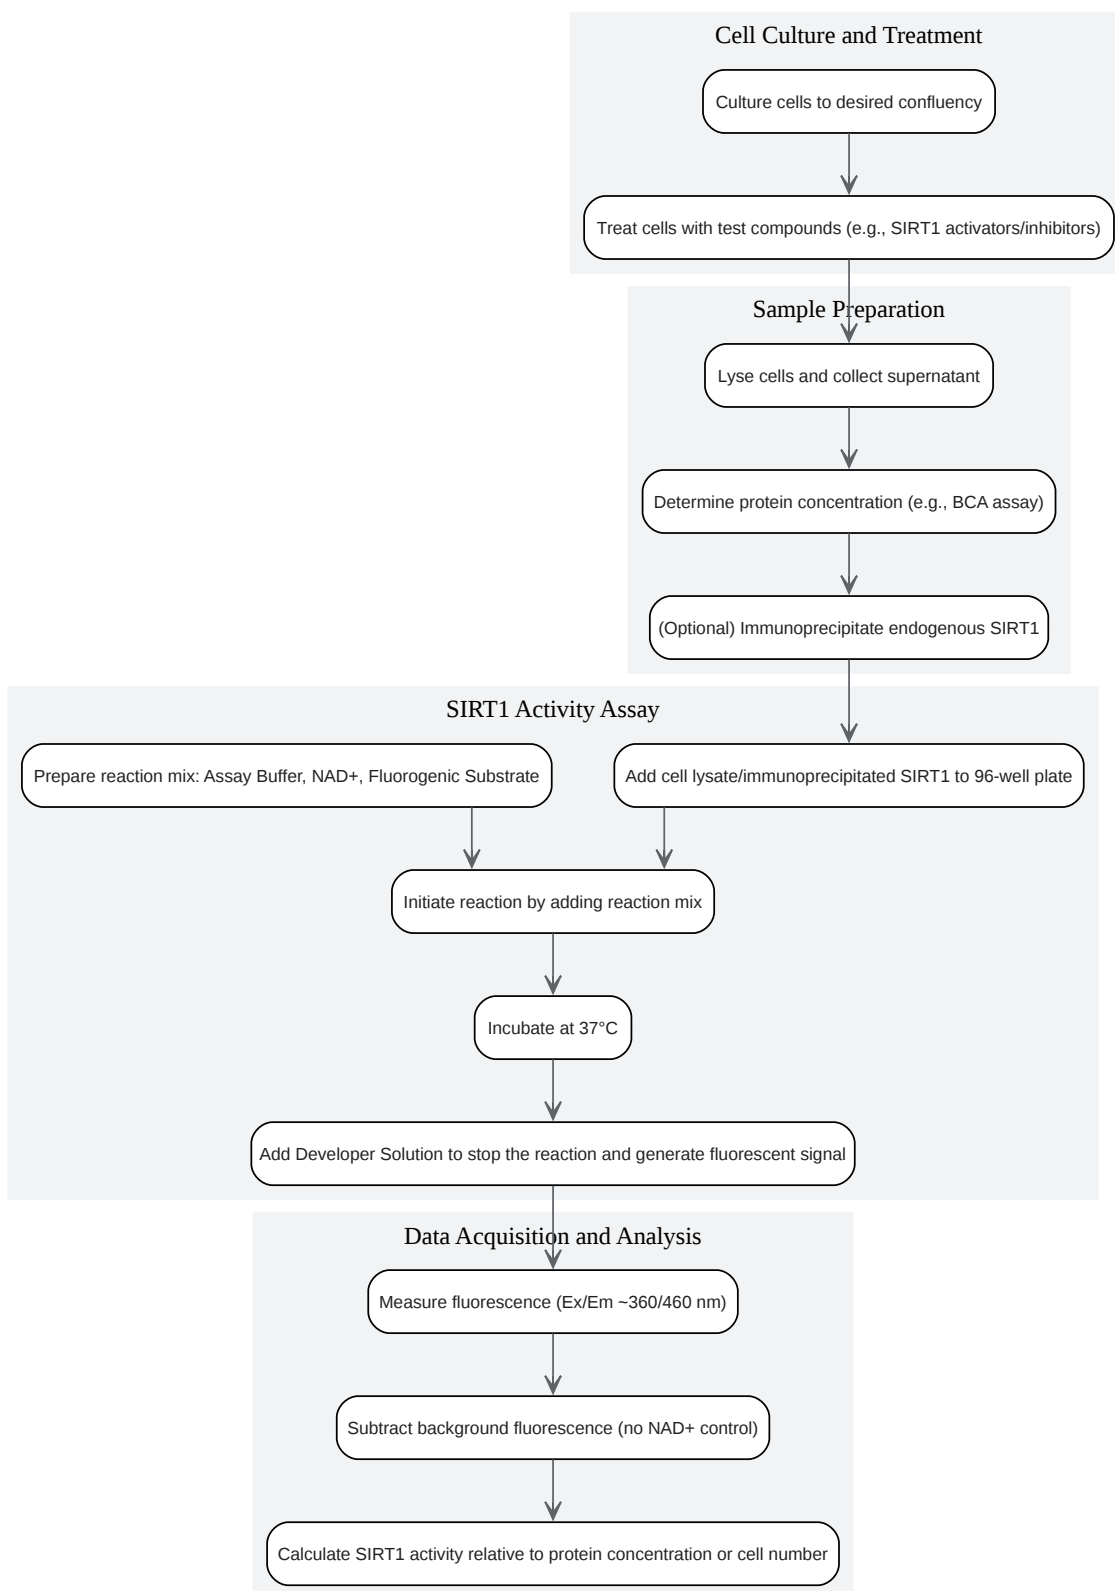 Cell Culture and Treatment
Culture cells to desired confluency
Treat cells with test compounds (e.g., SIRT1 activators/inhibitors)
Sample Preparation
Lyse cells and collect supernatant
Determine protein concentration (e.g., BCA assay)
(Optional) Immunoprecipitate endogenous SIRT1
SIRT1 Activity Assay
Prepare reaction mix: Assay Buffer, NAD+, Fluorogenic Substrate
Add cell lysate/immunoprecipitated SIRT1 to 96-well plate
Initiate reaction by adding reaction mix
Incubate at 37°C
Add Developer Solution to stop the reaction and generate fluorescent signal
Data Acquisition and Analysis
Measure fluorescence (Ex/Em ~360/460 nm)
Subtract background fluorescence (no NAD+ control)
Calculate SIRT1 activity relative to protein concentration or cell number